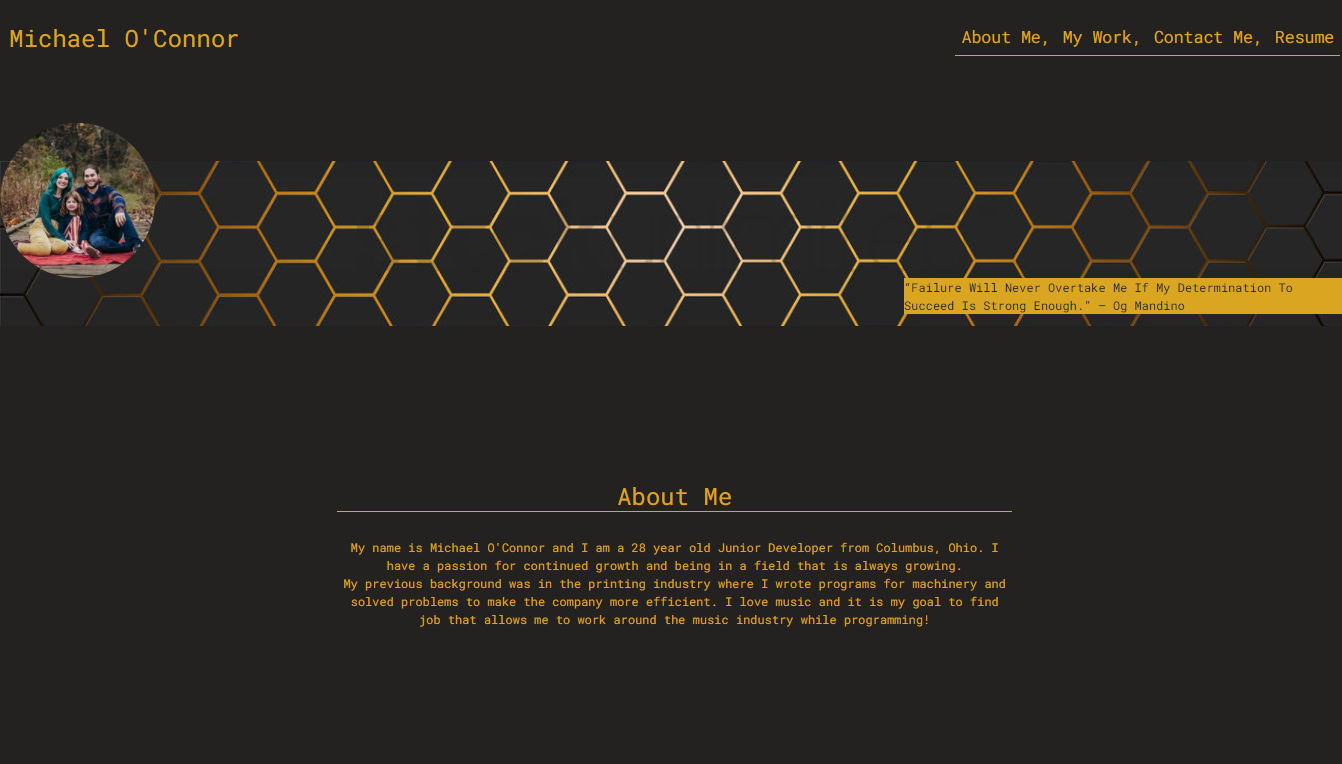 Michael O'Connor
About Me, My Work, Contact Me, Resume
“Failure Will Never Overtake Me If My Determination To
Succeed Is Strong Enough.” — Og Mandino
About Me
My name is Michael O'Connor and I am a 28 year old Junior Developer from Columbus, Ohio. I
have a passion for continued growth and being in a field that is always growing.
My previous background was in the printing industry where I wrote programs for machinery and
solved problems to make the company more efficient. I love music and it is my goal to find
job that allows me to work around the music industry while programming!